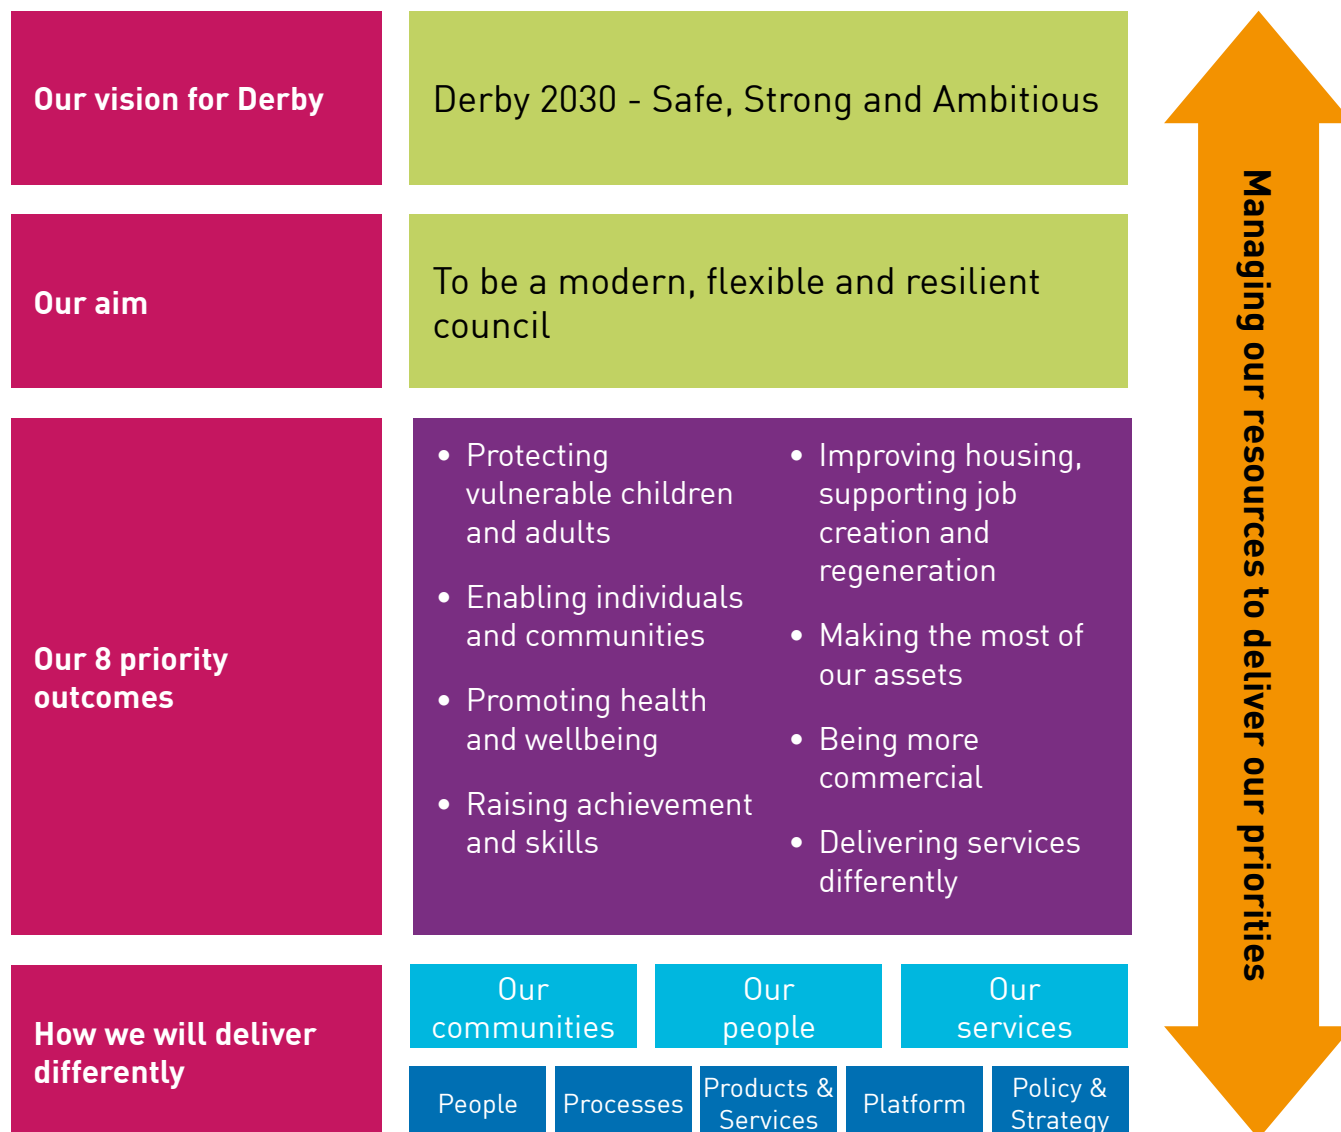 Our vision for Derby
Derby 2030 - Safe, Strong and Ambitious
Our aim
To be a modern, flexible and resilient
council
Our 8 priority
outcomes
• Protecting
vulnerable children
and adults
• Enabling individuals
and communities
• Promoting health
and wellbeing
• Raising achievement
and skills
• Improving housing,
supporting job
creation and
regeneration
• Making the most of
our assets
• Being more
commercial
• Delivering services
differently
How we will deliver
differently
Our
communities
Our
people
Our
services
People
Processes
Products &
Services
Platform
Policy &
Strategy
Managing our resources to deliver our priorities